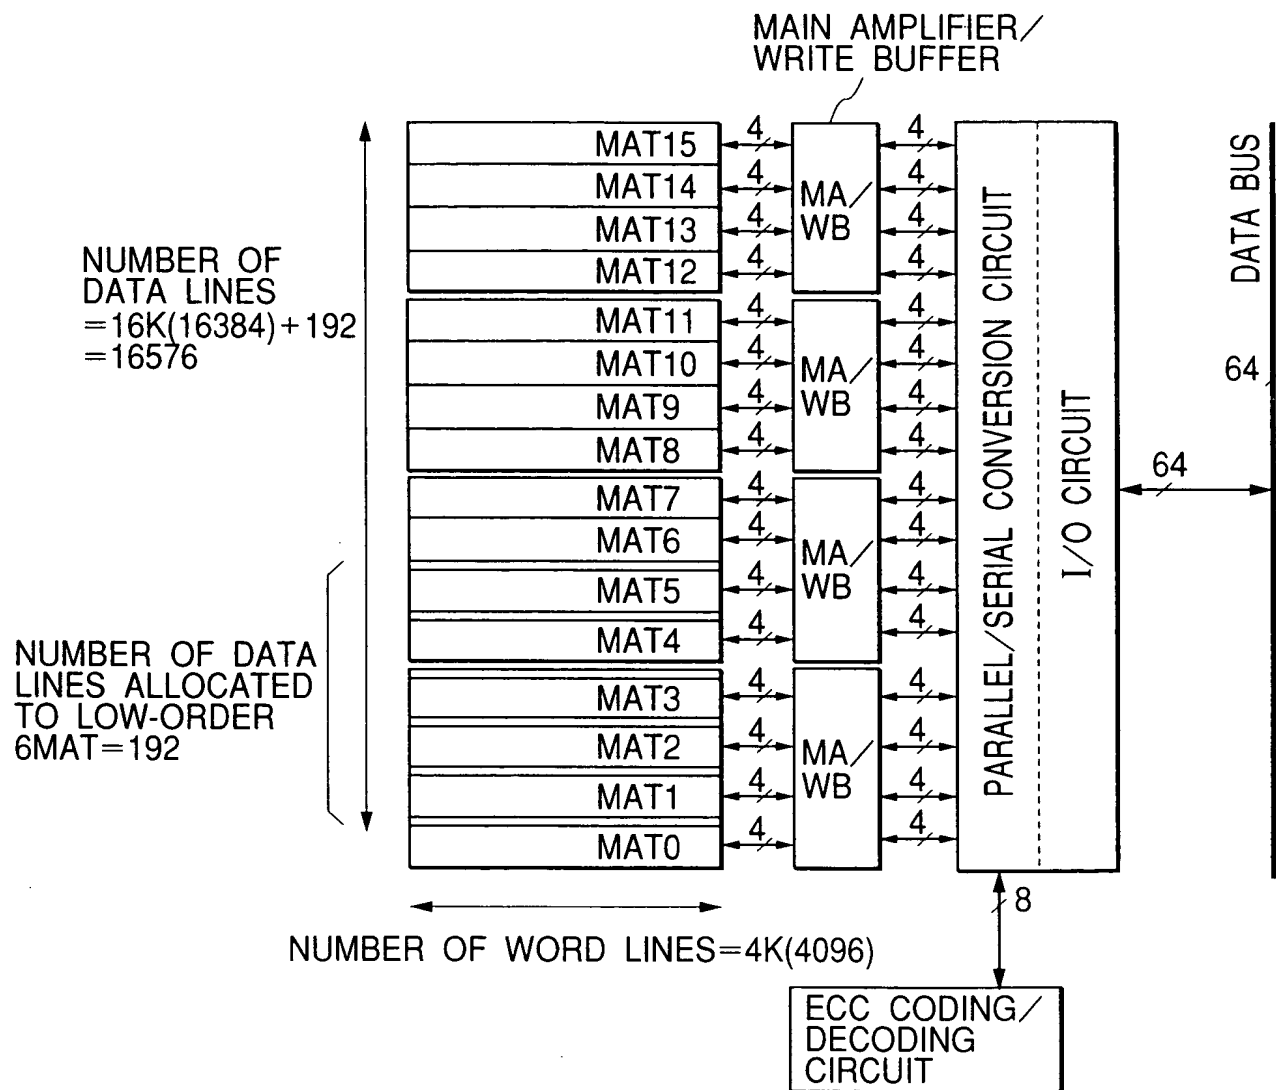 MAIN AMPLIFIER/
WRITE BUFFER
NUMBER OF
DATA LINES
=16K(16384)+192
=16576
NUMBER OF DATA
LINES ALLOCATED
TO LOW-ORDER
6MAT=192
MAT15 4 4
MAT14 4 4
MAT13 4 4
MAT12 4 4
MA/
WB
MAT11 4 4
MAT10 4 4
MAT9 4 4
MAT8 4 4
MA/
WB
MAT7 4 4
MAT6 4 4
MAT5 4 4
MAT4 4 4
MA/
WB
MAT3 4 4
MAT2 4 4
MAT1 4 4
MAT0 4 4
MA/
WB
PARALLEL/SERIAL CONVERSION CIRCUIT
I/O CIRCUIT
64
DATA BUS
64
8
NUMBER OF WORD LINES=4K(4096)
ECC CODING/
DECODING
CIRCUIT